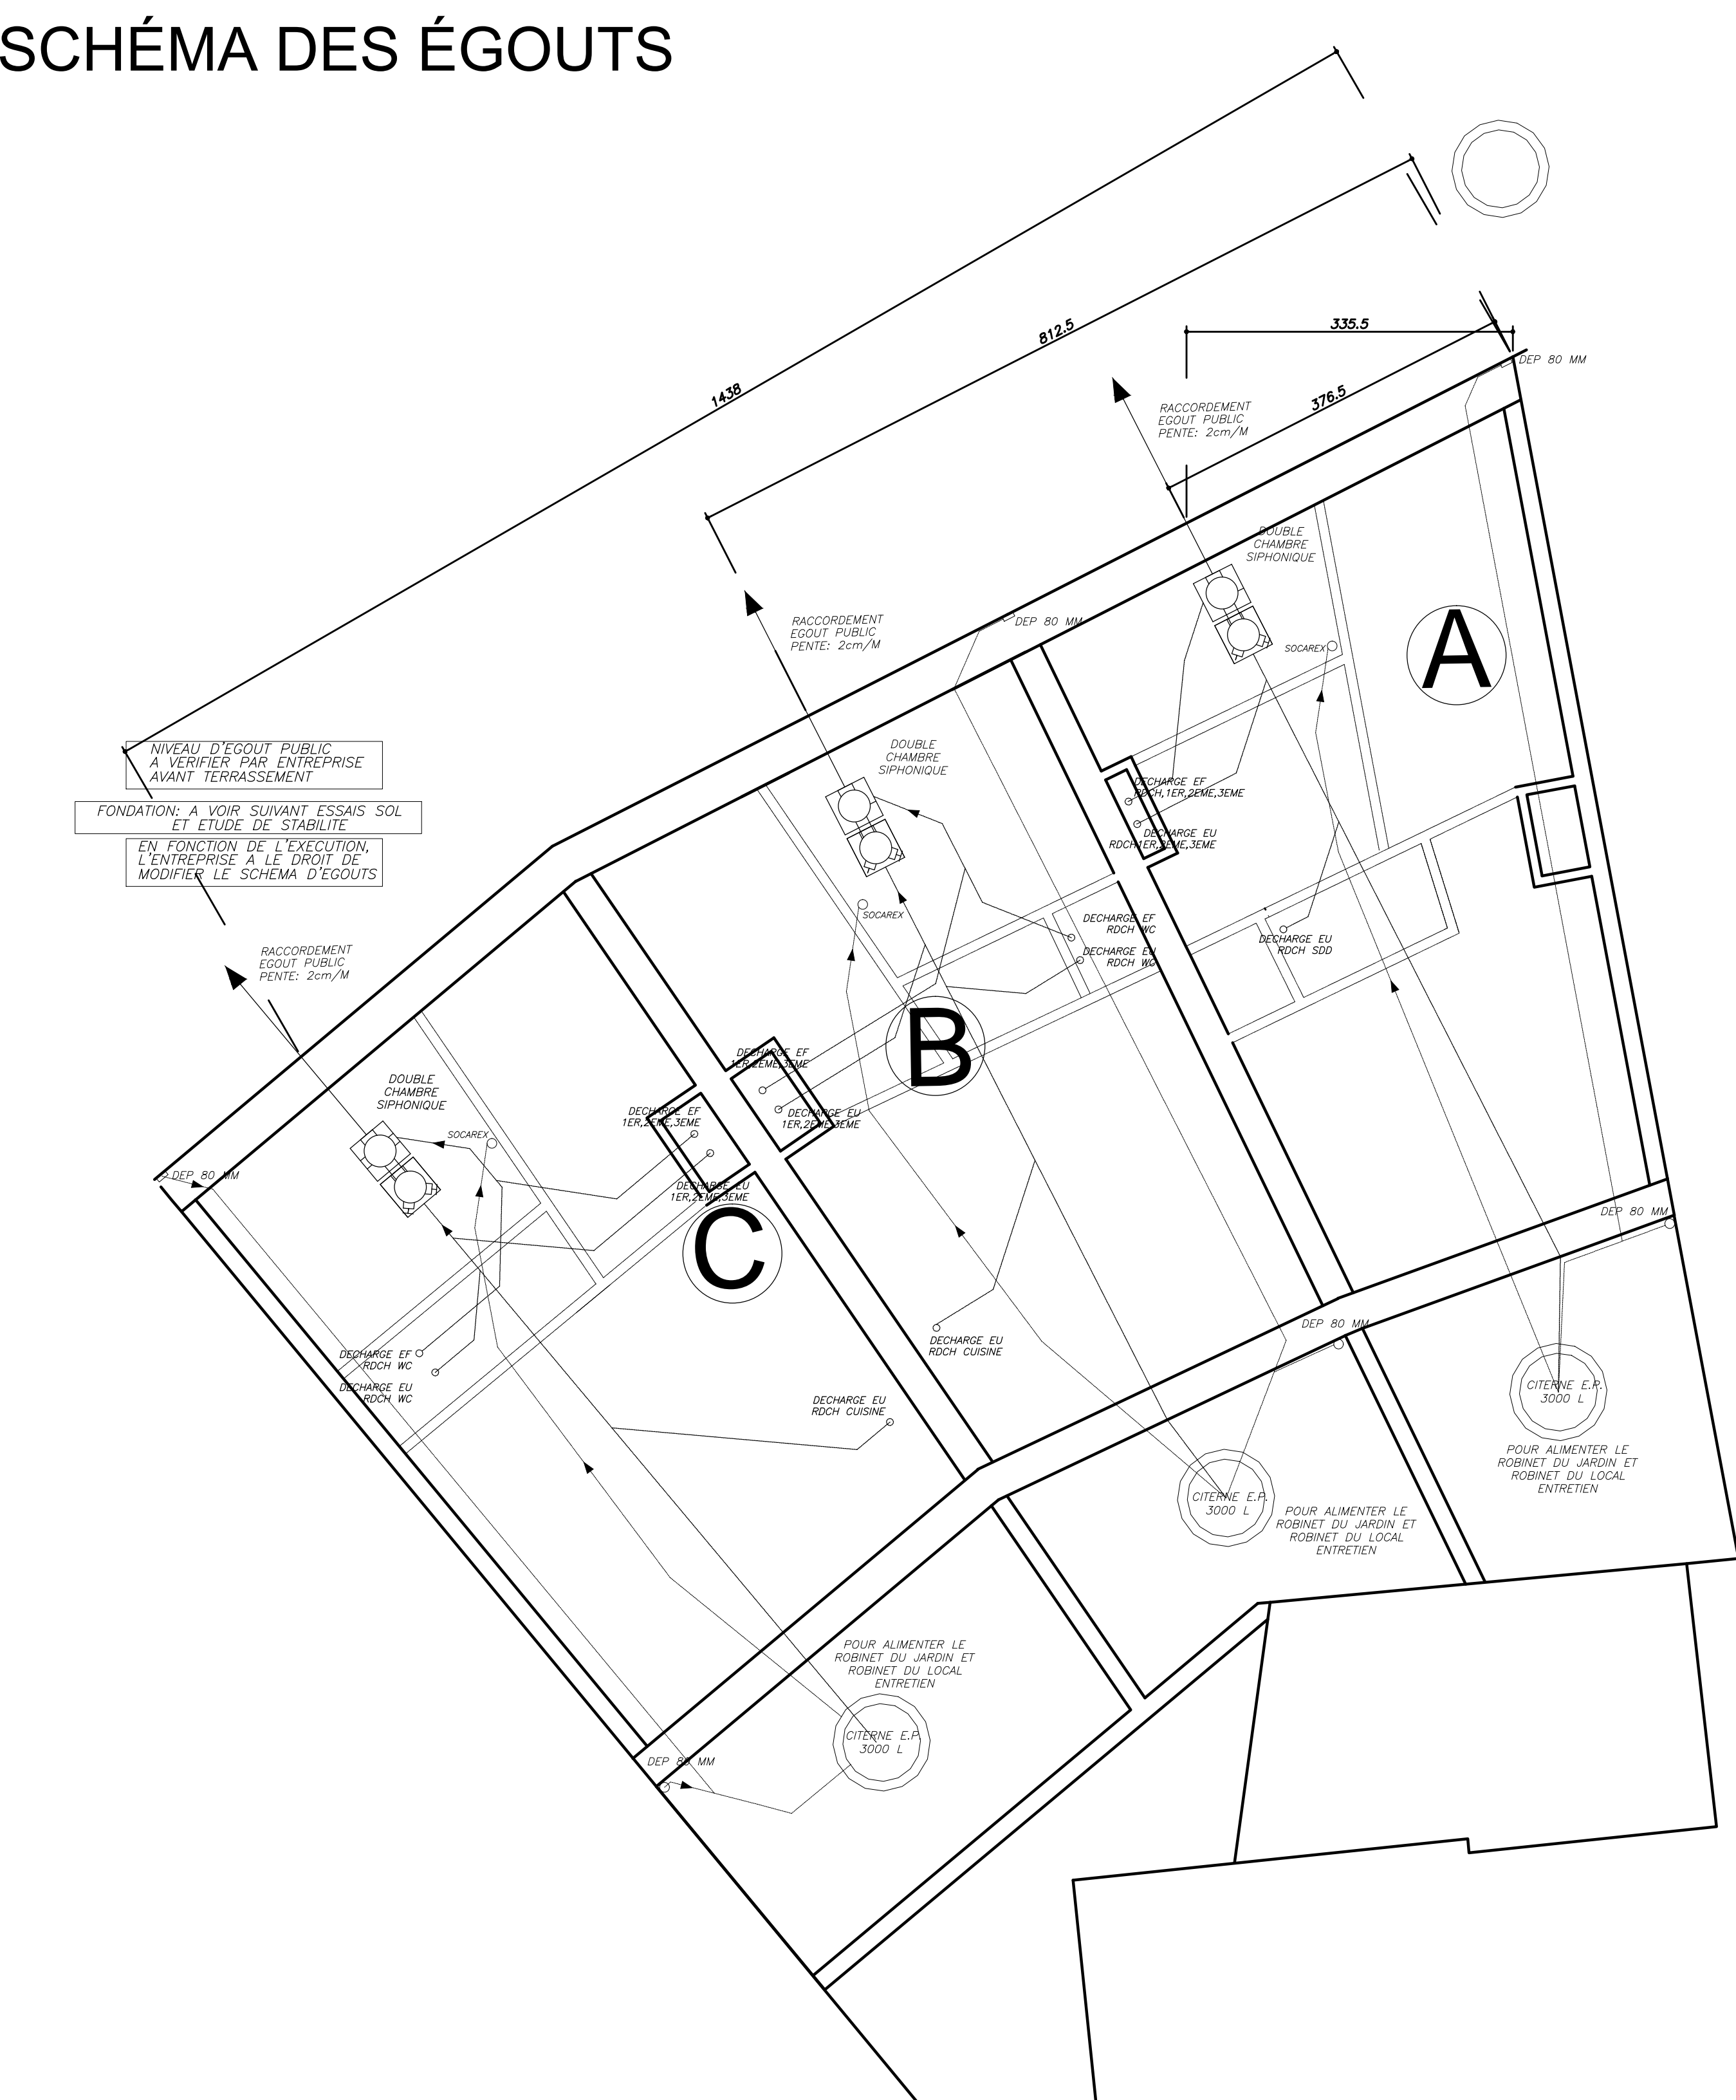 SCHÉMA DES ÉGOUTS
1438
812.5
335.5
376.5
DEP 80 MM
RACCORDEMENT
EGOUT PUBLIC
PENTE: 2cm/M
DOUBLE
CHAMBRE
SIPHONIQUE
SOCAREX
A
RACCORDEMENT
EGOUT PUBLIC
PENTE: 2cm/M
DEP 80 MM
DOUBLE
CHAMBRE
SIPHONIQUE
NIVEAU D'EGOUT PUBLIC
A VERIFIER PAR ENTREPRISE
AVANT TERRASSEMENT
FONDATION: A VOIR SUIVANT ESSAIS SOL
ET ETUDE DE STABILITE
EN FONCTION DE L'EXECUTION,
L'ENTREPRISE A LE DROIT DE
MODIFIER LE SCHEMA D'EGOUTS
DECHARGE EF
RDCH,1ER,2EME,3EME
DECHARGE EU
RDCH,1ER,2EME,3EME
SOCAREX
DECHARGE EF
RDCH WC
DECHARGE EU
RDCH WC
DECHARGE EU
RDCH SDD
RACCORDEMENT
EGOUT PUBLIC
PENTE: 2cm/M
B
DECHARGE EF
1ER,2EME,3EME
DECHARGE EU
1ER,2EME,3EME
DOUBLE
CHAMBRE
SIPHONIQUE
SOCAREX
DECHARGE EF
1ER,2EME,3EME
DECHARGE EU
1ER,2EME,3EME
DEP 80 MM
C
DEP 80 MM
DEP 80 MM
DECHARGE EU
RDCH CUISINE
DECHARGE EF
RDCH WC
DECHARGE EU
RDCH WC
DECHARGE EU
RDCH CUISINE
CITERNE E.P.
3000 L
POUR ALIMENTER LE
ROBINET DU JARDIN ET
ROBINET DU LOCAL
ENTRETIEN
CITERNE E.P.
3000 L
POUR ALIMENTER LE
ROBINET DU JARDIN ET
ROBINET DU LOCAL
ENTRETIEN
POUR ALIMENTER LE
ROBINET DU JARDIN ET
ROBINET DU LOCAL
ENTRETIEN
CITERNE E.P.
3000 L
DEP 80 MM